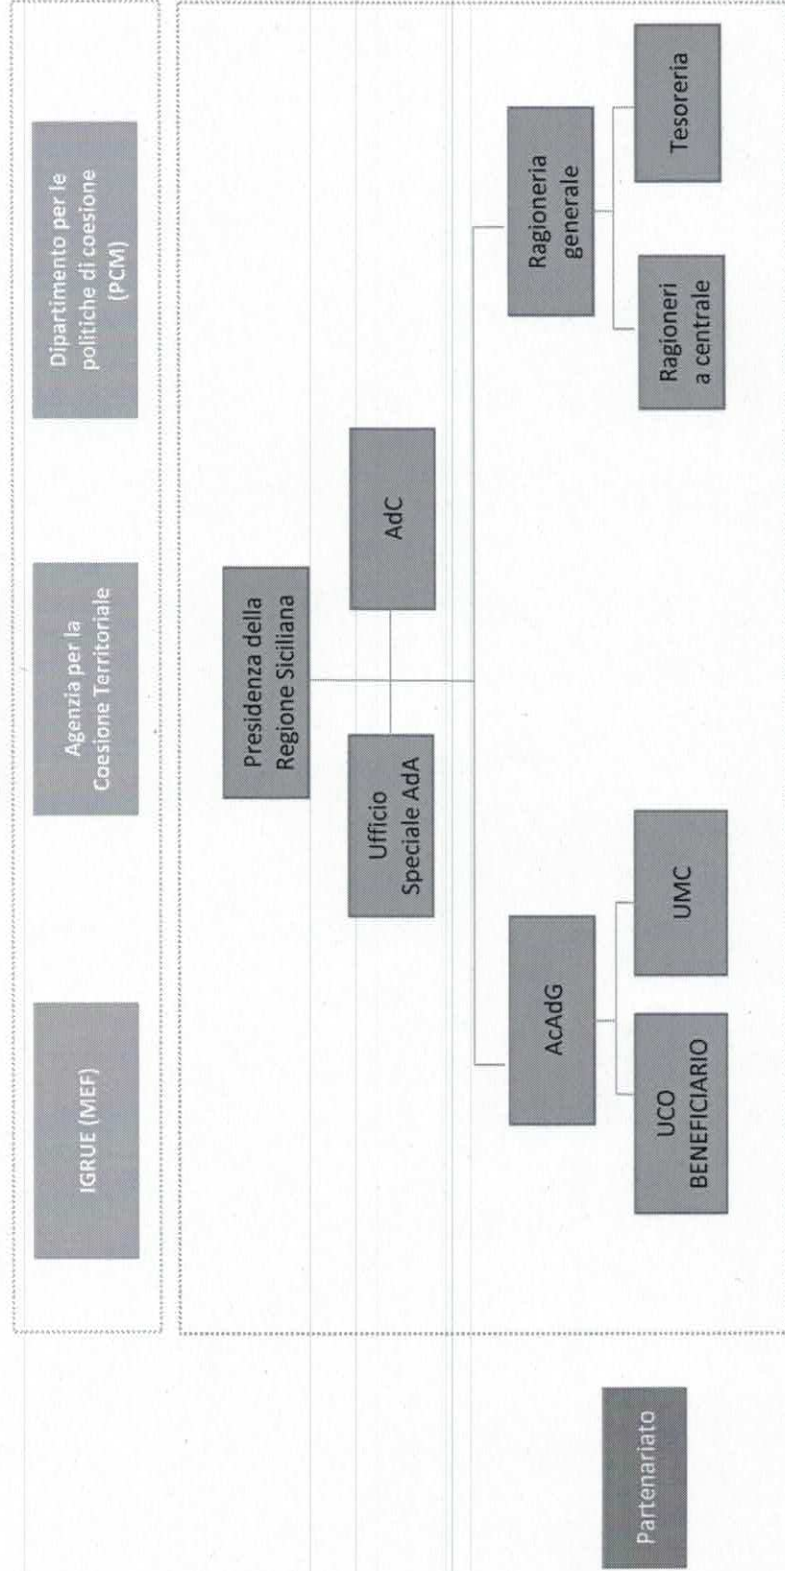 IGRUE (MEF)
Agenzia per la
Coesione Territoriale
Dipartimento per le
politiche di coesione
(PCM)
Presidenza della
Regione Siciliana
Ufficio
Speciale AdA
AdC
AcAdG
Ragioneria
generale
UCO
BENEFICIARIO
UMC
Ragioneri
a centrale
Tesoreria
Partenariato